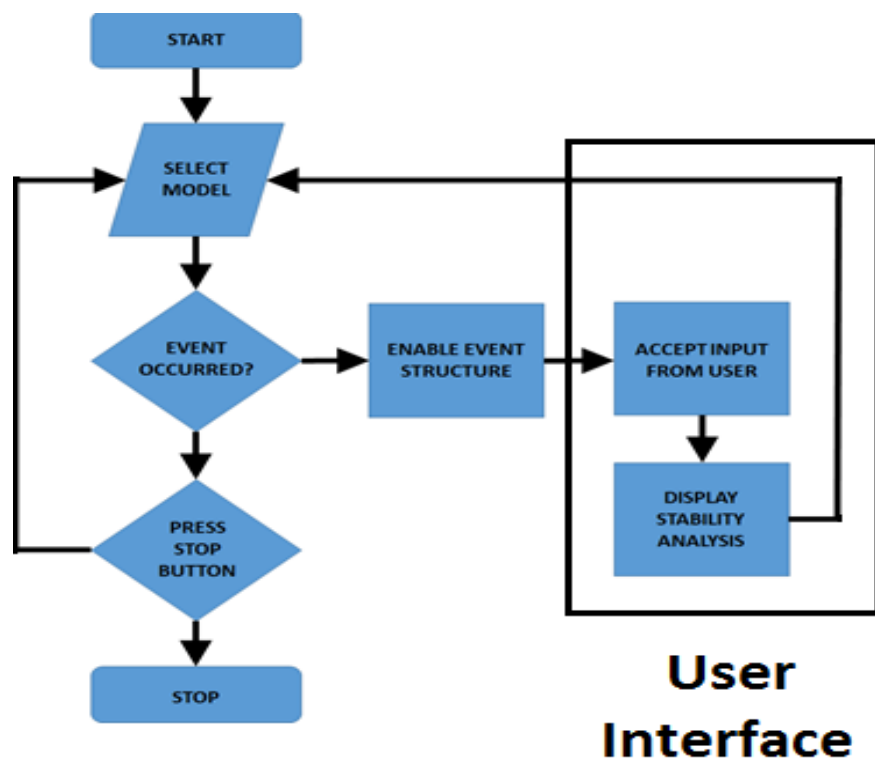 START
SELECT
MODEL
EVENT
OCCURRED?
ENABLE EVENT
STRUCTURE
ACCEPT INPUT
FROM USER
PRESS
STOP
BUTTON
DISPLAY
STABILITY
ANALYSIS
STOP
User
Interface